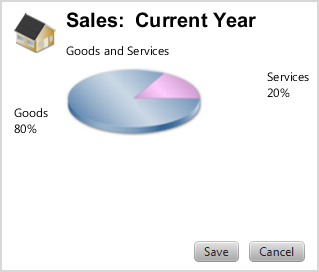 Sales:  Current Year
Goods and Services
Services
20%
Goods
80%
Save
Cancel